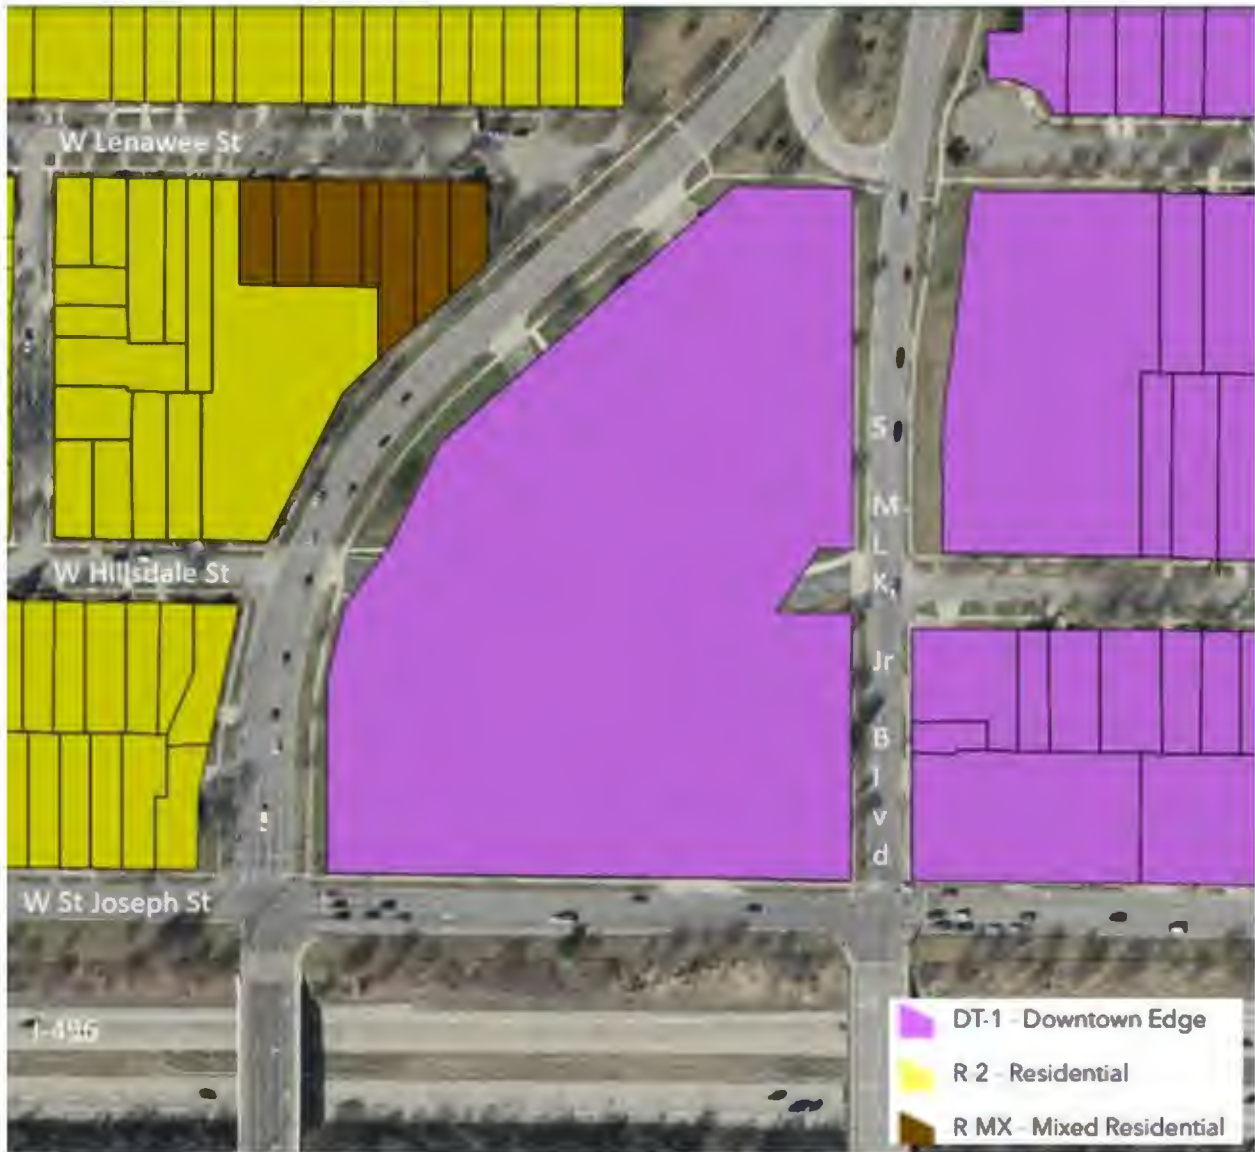 W Lenawee St
S
M
L
K,
W Hillsdale St
Jr
B
l
v
d
W St Joseph St
I-496
DT-1 - Downtown Edge
R 2 - Residential
R MX - Mixed Residential